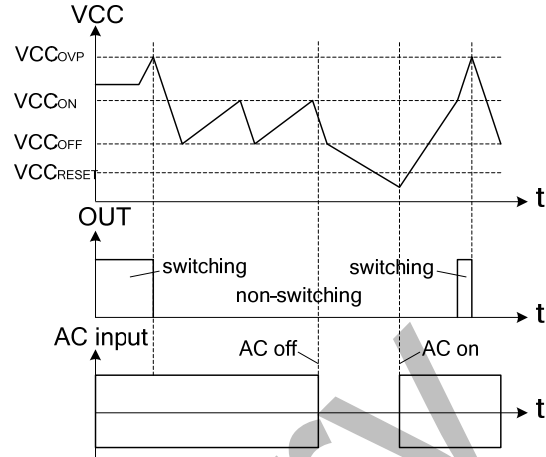 VCC
VCCOVP
VCCON
VCCOFF
VCCRESET
t
OUT
switching
switching
non-switching
t
AC input
AC off
AC on
t